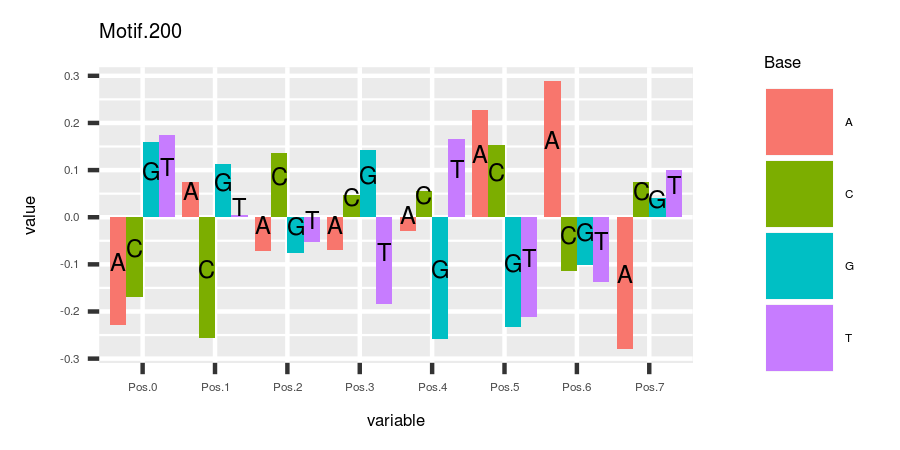 Motif.200
value
0.3
0.2
0.1
0.0
-0.1
-0.2
-0.3
A C G T A C G T A C G T A C G T A C G T A C G T A C G T A C G T
Pos.0 Pos.1 Pos.2 Pos.3 Pos.4 Pos.5 Pos.6 Pos.7
variable
Base
A
C
G
T